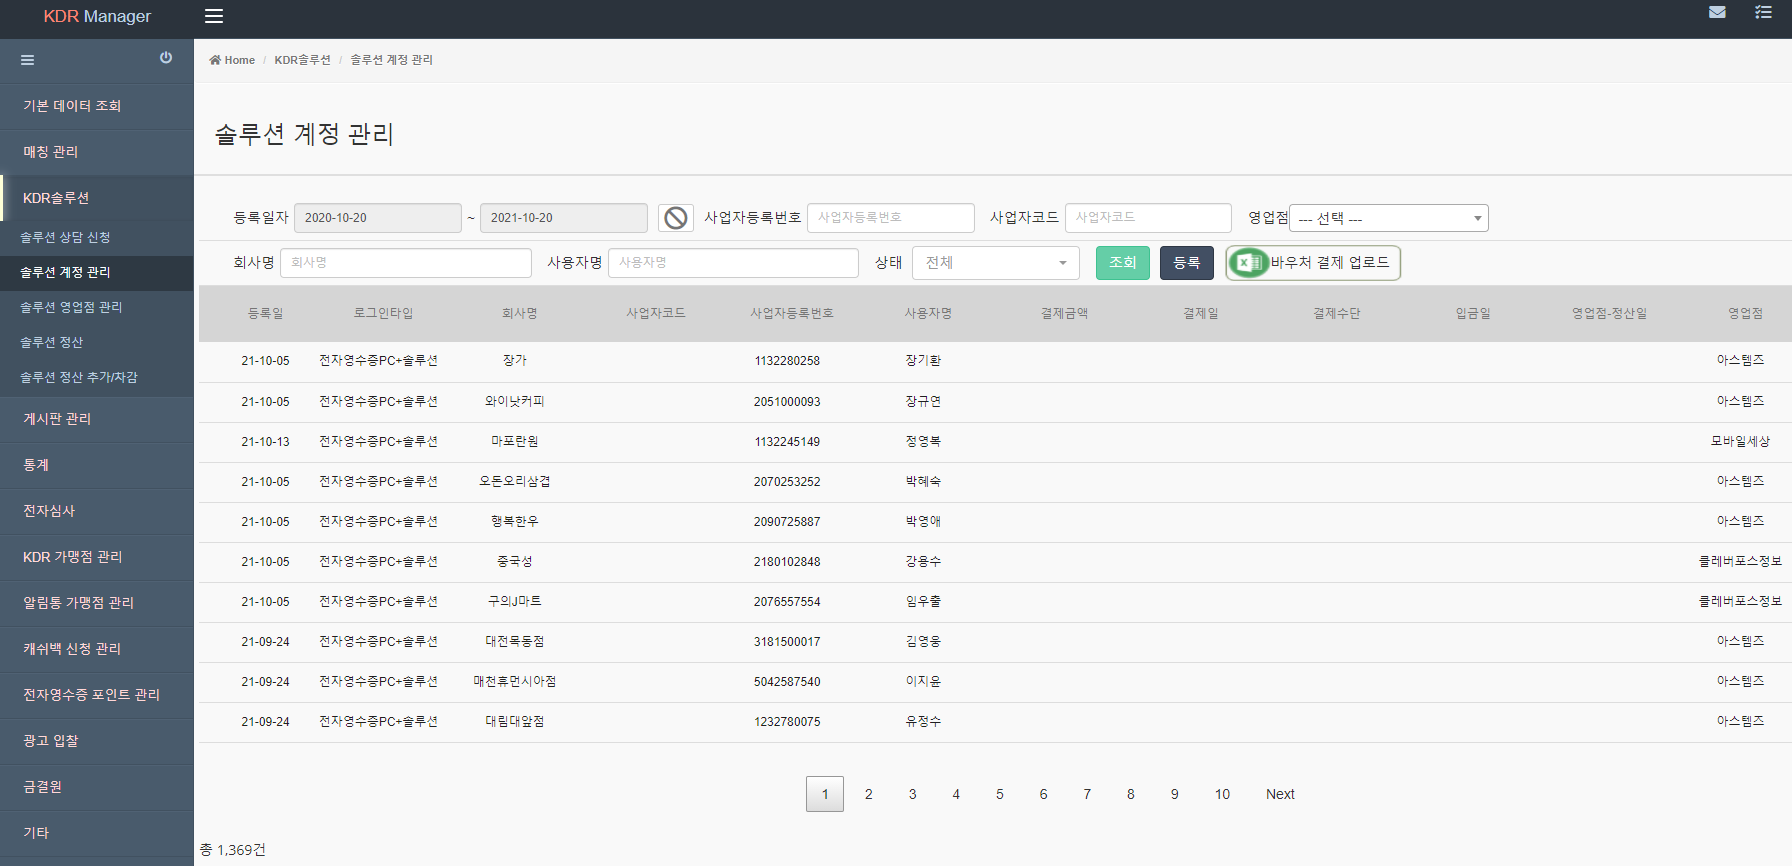 KDR Manager
Home / KDR솔루션 / 솔루션 계정 관리
기본 데이터 조회
매칭 관리
KDR솔루션
솔루션 상담 신청
솔루션 계정 관리
솔루션 영업점 관리
솔루션 정산
솔루션 정산 추가/차감
게시판 관리
통계
전자심사
KDR 가맹점 관리
알림통 가맹점 관리
캐쉬백 신청 관리
전자영수증 포인트 관리
광고 입찰
금결원
기타
솔루션 계정 관리
등록일자 2020-10-20 ~ 2021-10-20 사업자등록번호 사업자등록번호 사업자코드 사업자코드 영업점 --- 선택 ---
회사명 회사명 사용자명 사용자명 상태 전체 조회 등록 바우처 결제 업로드
등록일 로그인타입 회사명 사업자코드 사업자등록번호 사용자명 결제금액 결제일 결제수단 입금일 영업점-정산일 영업점
21-10-05 전자영수증PC+솔루션 장가 1132280258 장기환 아스템즈
21-10-05 전자영수증PC+솔루션 와이낫커피 2051000093 장규연 아스템즈
21-10-13 전자영수증PC+솔루션 마포란원 1132245149 정영복 모바일세상
21-10-05 전자영수증PC+솔루션 오돈오리삼겹 2070253252 박혜숙 아스템즈
21-10-05 전자영수증PC+솔루션 행복한우 2090725887 박영애 아스템즈
21-10-05 전자영수증PC+솔루션 중국성 2180102848 강용수 클레버포스정보
21-10-05 전자영수증PC+솔루션 구의J마트 2076557554 임우출 클레버포스정보
21-09-24 전자영수증PC+솔루션 대전목동점 3181500017 김영웅 아스템즈
21-09-24 전자영수증PC+솔루션 매천휴먼시아점 5042587540 이지윤 아스템즈
21-09-24 전자영수증PC+솔루션 대림대앞점 1232780075 유정수 아스템즈
1 2 3 4 5 6 7 8 9 10 Next
총 1,369건